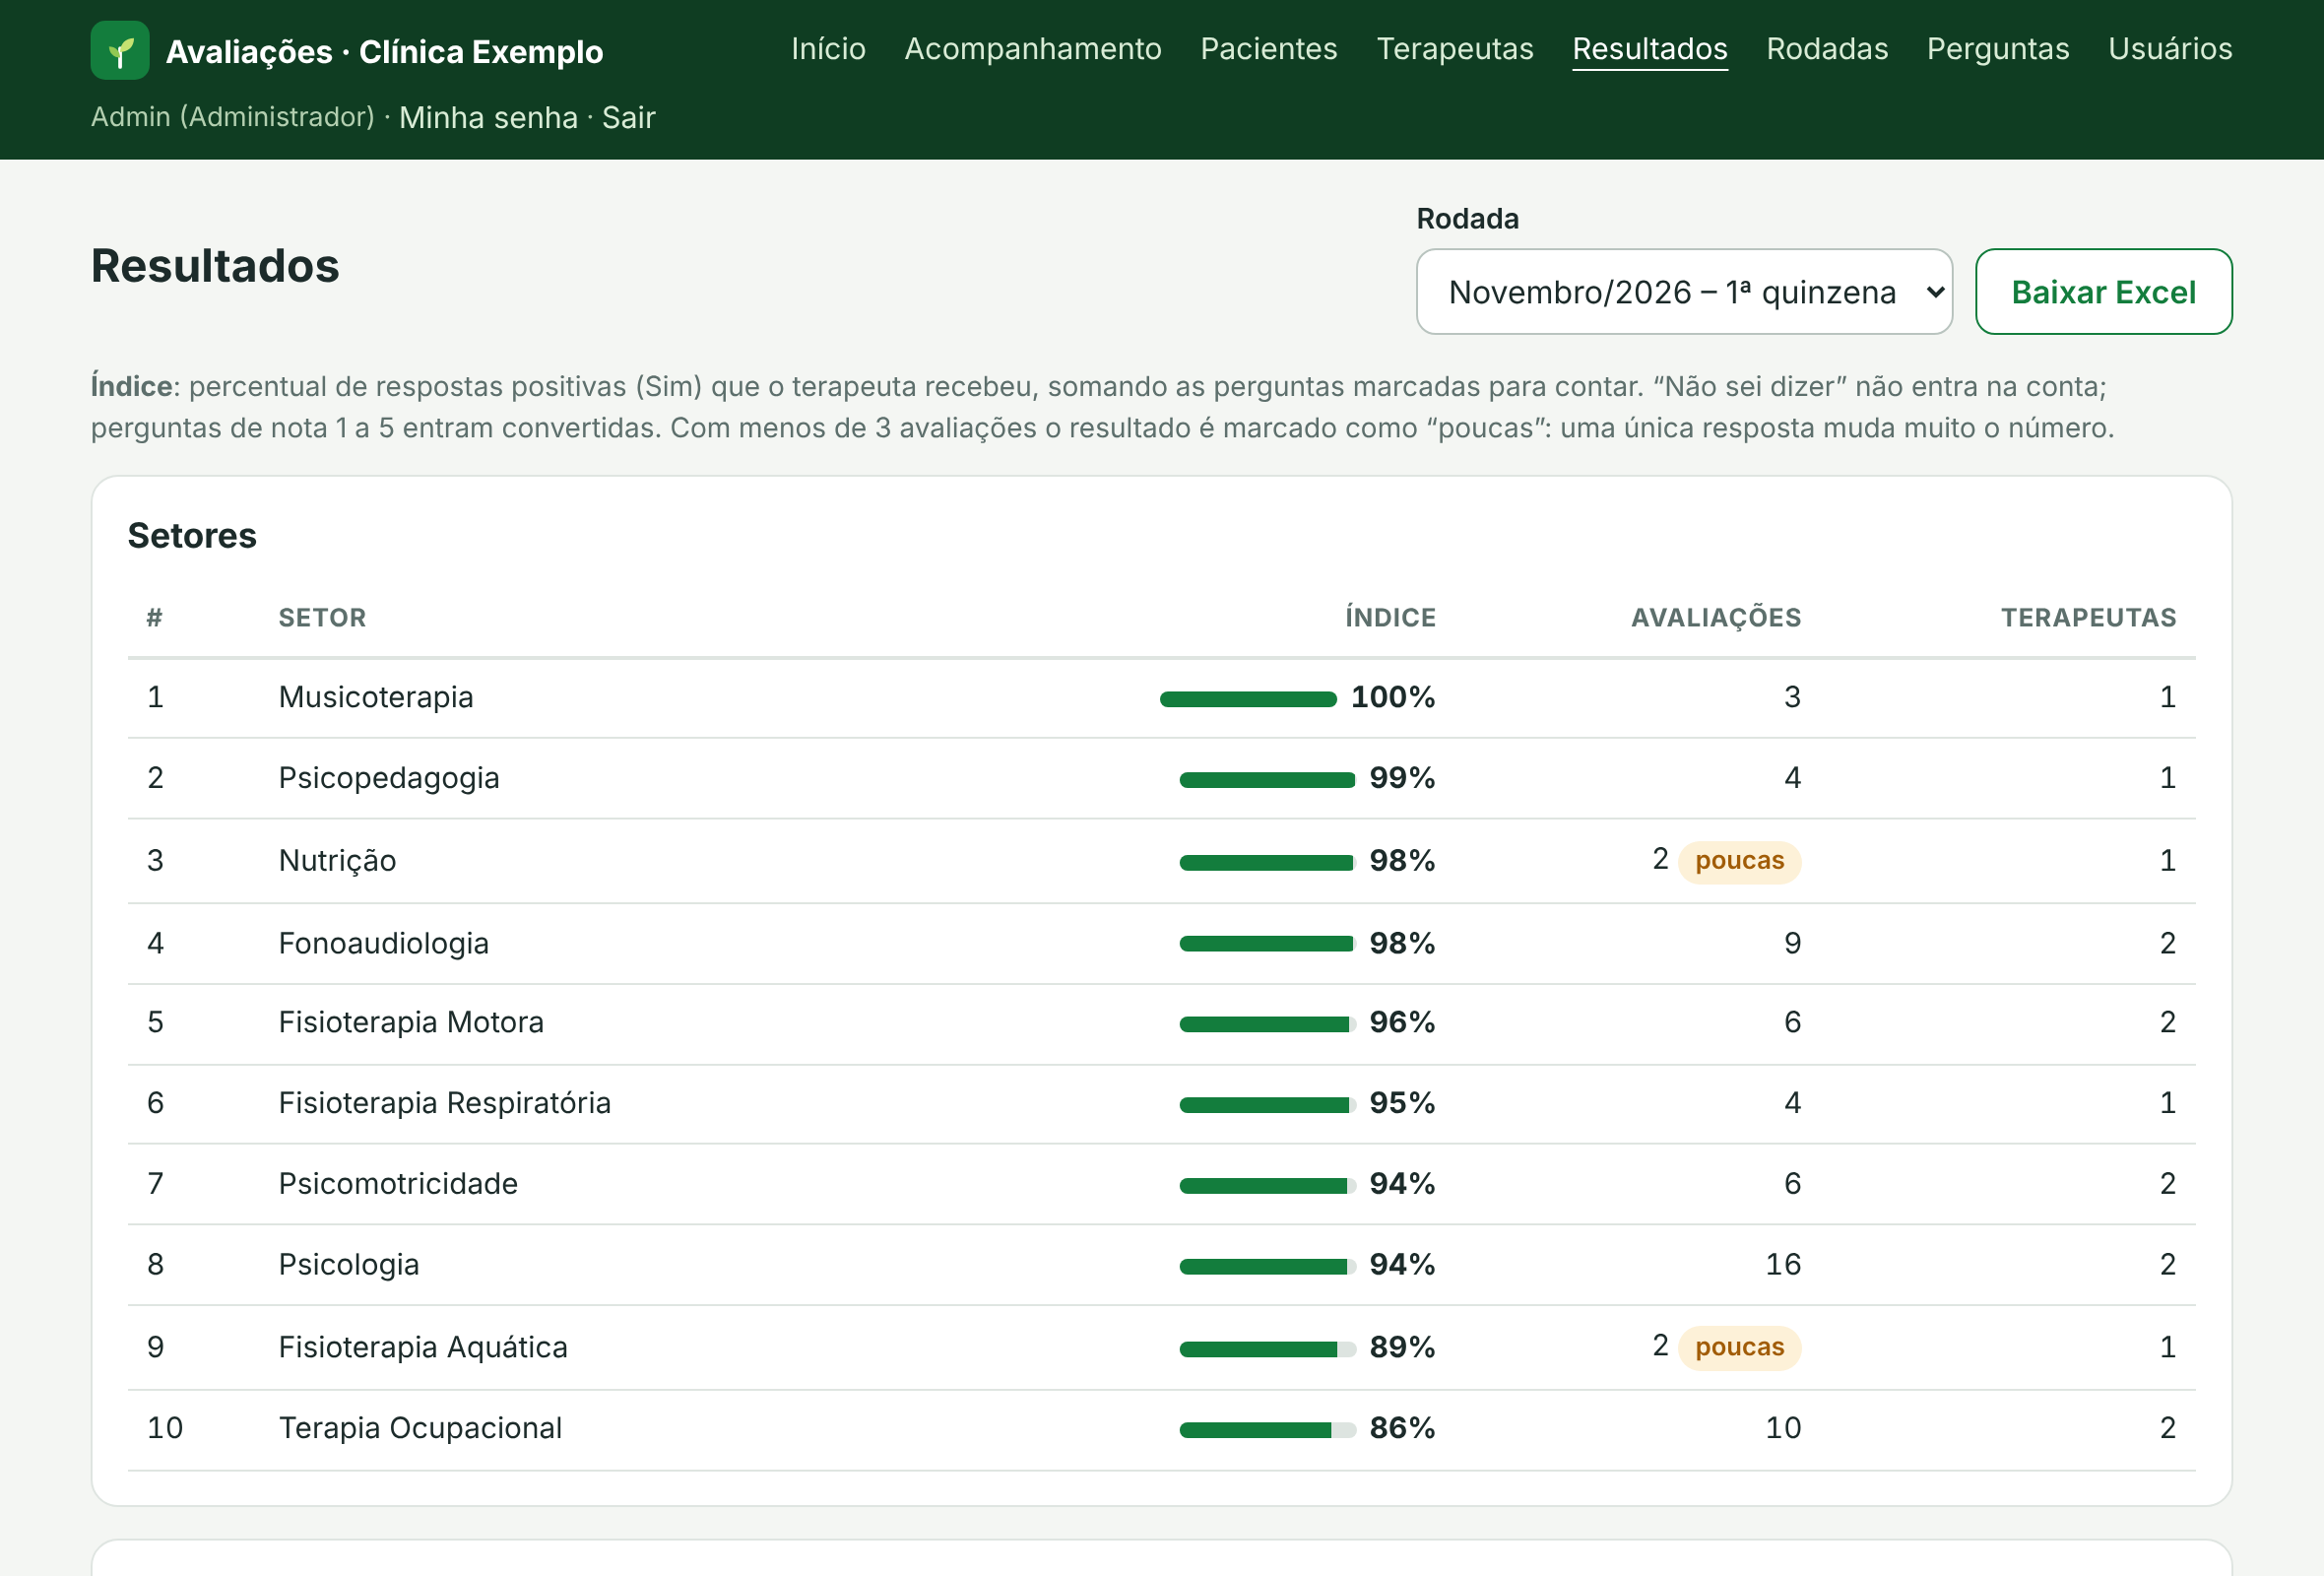 Avaliações · Clínica Exemplo
Início Acompanhamento Pacientes Terapeutas Resultados Rodadas Perguntas Usuários
Admin (Administrador) · Minha senha · Sair
Resultados
Rodada
Novembro/2026 – 1ª quinzena
Baixar Excel
Índice: percentual de respostas positivas (Sim) que o terapeuta recebeu, somando as perguntas marcadas para contar. “Não sei dizer” não entra na conta;
perguntas de nota 1 a 5 entram convertidas. Com menos de 3 avaliações o resultado é marcado como “poucas”: uma única resposta muda muito o número.
Setores
# SETOR ÍNDICE AVALIAÇÕES TERAPEUTAS
1 Musicoterapia 100% 3 1
2 Psicopedagogia 99% 4 1
3 Nutrição 98% 2 poucas 1
4 Fonoaudiologia 98% 9 2
5 Fisioterapia Motora 96% 6 2
6 Fisioterapia Respiratória 95% 4 1
7 Psicomotricidade 94% 6 2
8 Psicologia 94% 16 2
9 Fisioterapia Aquática 89% 2 poucas 1
10 Terapia Ocupacional 86% 10 2